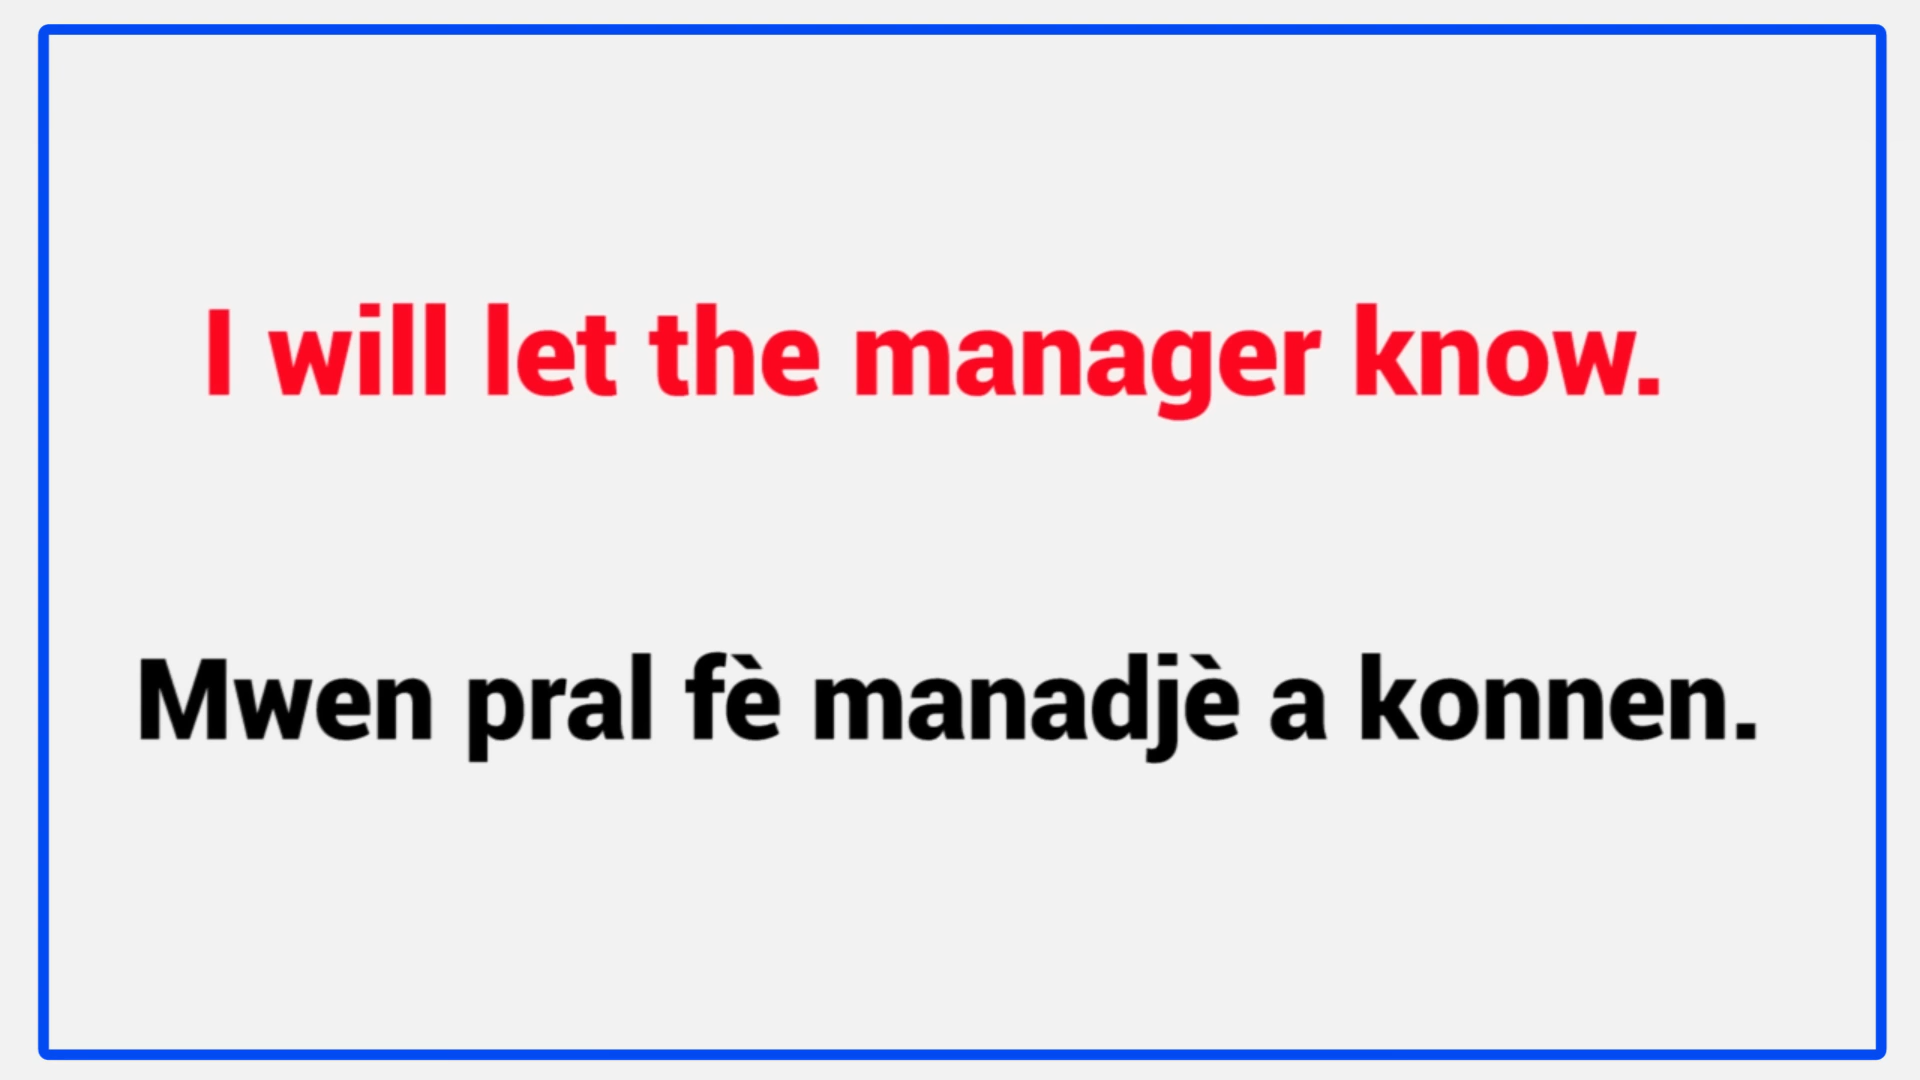 I will let the manager know.
Mwen pral fè manadjè a konnen.